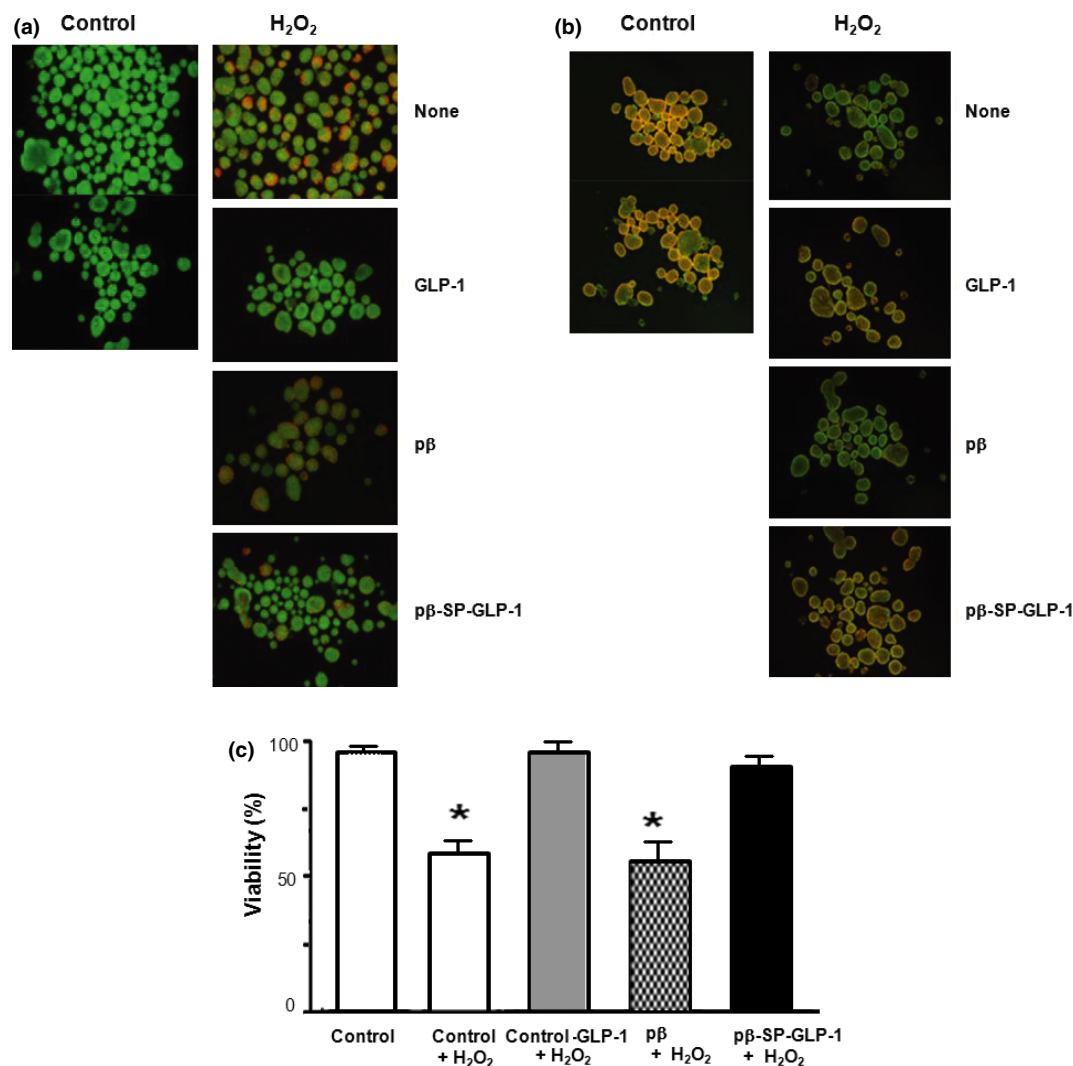 (a)
Control
H₂O₂
None
GLP-1
pβ
pβ-SP-GLP-1
(b)
Control
H₂O₂
None
GLP-1
pβ
pβ-SP-GLP-1
(c)
Viability (%)
100
50
0
*
*
Control
Control
+ H₂O₂
Control-GLP-1
+ H₂O₂
pβ
+ H₂O₂
pβ-SP-GLP-1
+ H₂O₂